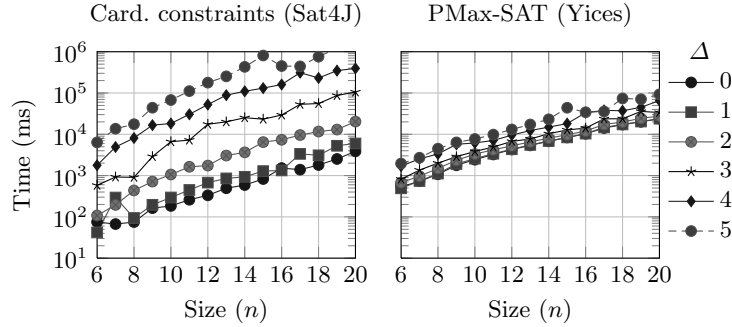 Card. constraints (Sat4J)
PMax-SAT (Yices)
Time (ms)
10^6
10^5
10^4
10^3
10^2
10^1
6 8 10 12 14 16 18 20
Size (n)
6 8 10 12 14 16 18 20
Size (n)
Δ
0
1
2
3
4
5